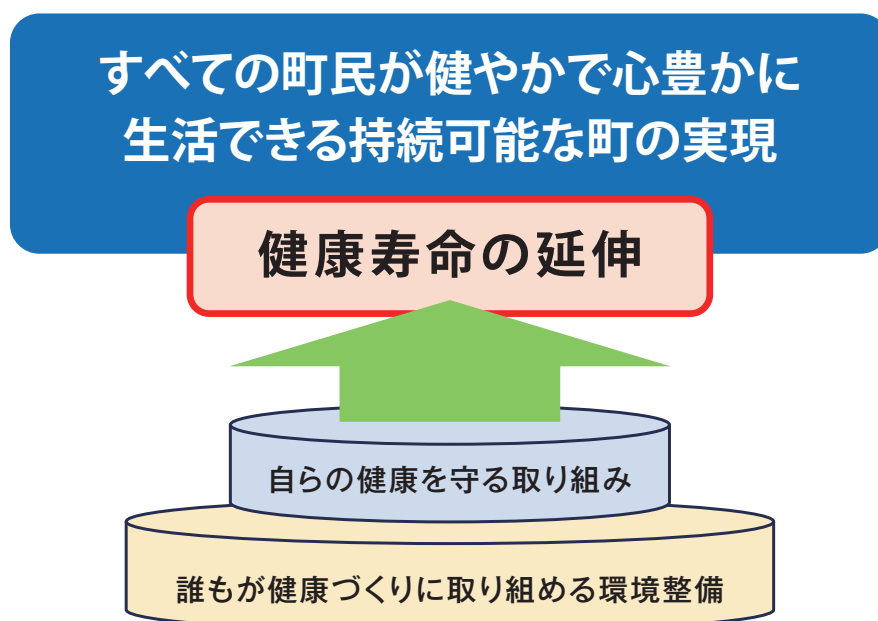 すべての町民が健やかで心豊かに
生活できる持続可能な町の実現
健康寿命の延伸
自らの健康を守る取り組み
誰もが健康づくりに取り組める環境整備